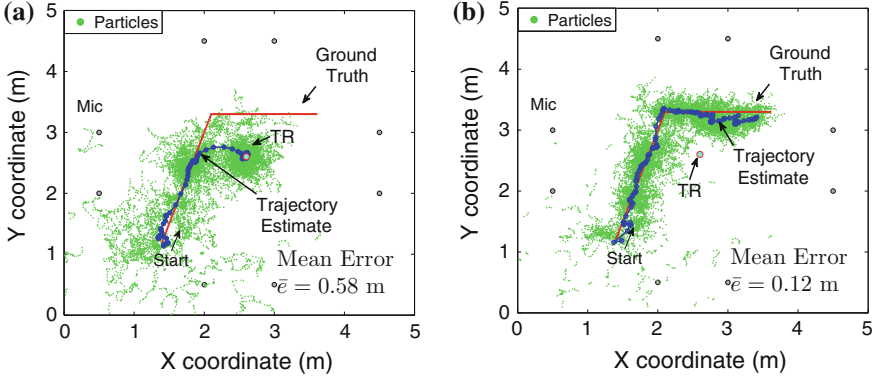 (a)
Particles
Ground
Truth
Mic
TR
Trajectory
Estimate
Start
Mean Error
ē = 0.58 m
Y coordinate (m)
5
4
3
2
1
0
0 1 2 3 4 5
X coordinate (m)
(b)
Particles
Ground
Truth
Mic
Trajectory
Estimate
TR
Start
Mean Error
ē = 0.12 m
Y coordinate (m)
5
4
3
2
1
0
0 1 2 3 4 5
X coordinate (m)